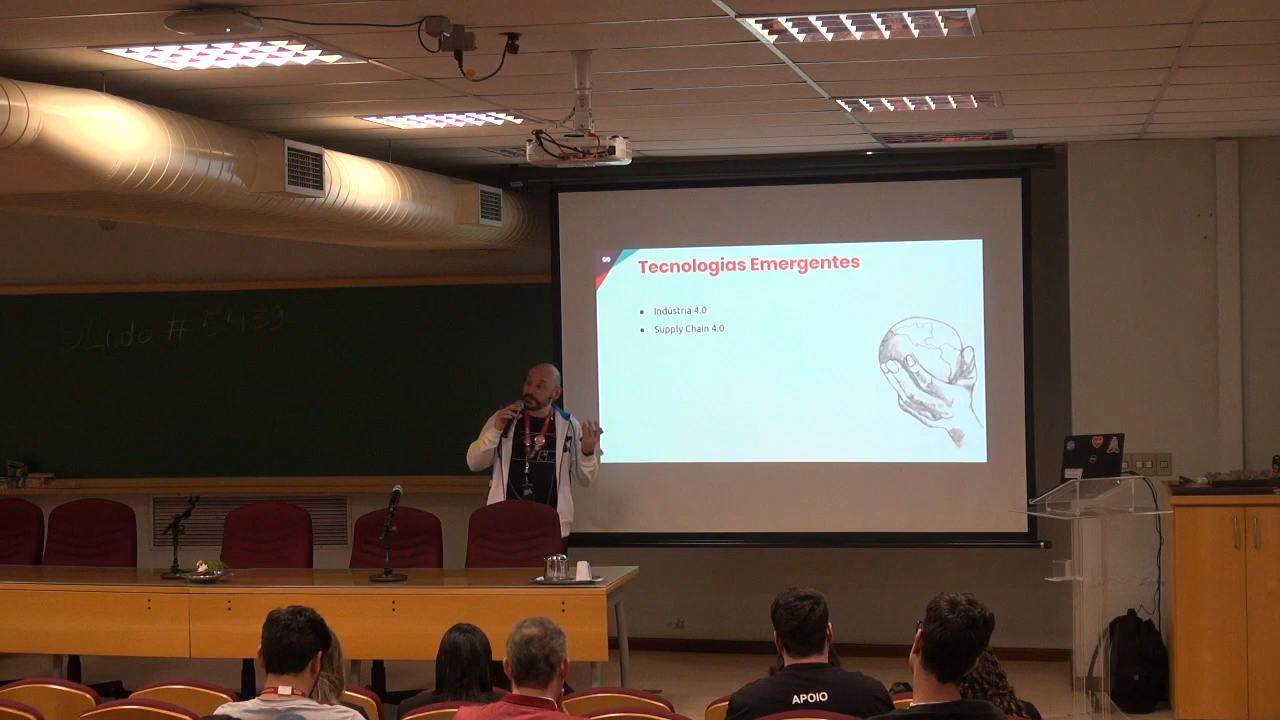 Tecnologias Emergentes
Indústria 4.0
Supply Chain 4.0
APOIO